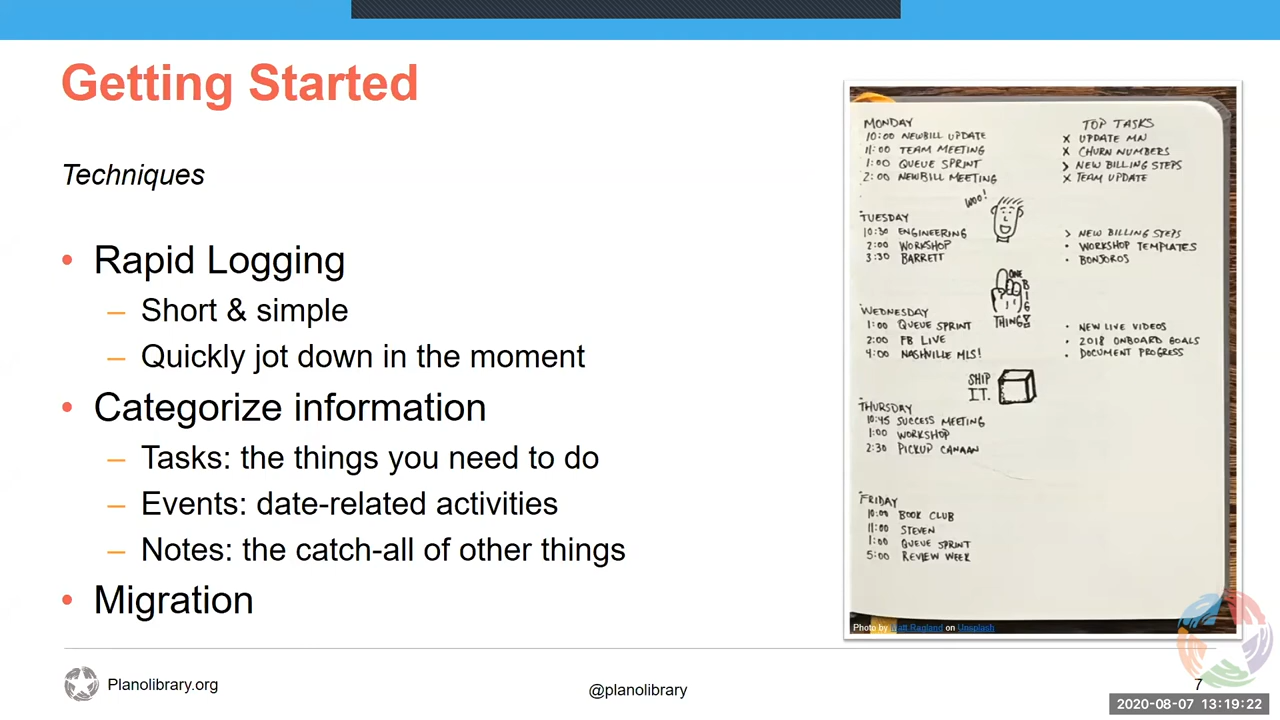 Getting Started
Techniques
• Rapid Logging
– Short & simple
– Quickly jot down in the moment
• Categorize information
– Tasks: the things you need to do
– Events: date-related activities
– Notes: the catch-all of other things
• Migration
MONDAY
10:00 NEWBILL UPDATE
11:00 TEAM MEETING
1:00 QUEUE SPRINT
2:00 NEWBILL MEETING
TOP TASKS
X UPDATE MN
X CHURN NUMBERS
> NEW BILLING STEPS
X TEAM UPDATE
WOO!
TUESDAY
10:30 ENGINEERING
2:00 WORKSHOP
3:30 BARRETT
> NEW BILLING STEPS
• WORKSHOP TEMPLATES
• BONJOROS
ONE
BIG
THING!
WEDNESDAY
1:00 QUEUE SPRINT
2:00 FB LIVE
4:00 NASHVILLE MLS!
• NEW LIVE VIDEOS
• 2018 ONBOARD GOALS
• DOCUMENT PROGRESS
SHIP
IT.
THURSDAY
10:45 SUCCESS MEETING
1:00 WORKSHOP
2:30 PICKUP CANAAN
FRIDAY
10:00 BOOK CLUB
11:00 STEVEN
1:00 QUEUE SPRINT
5:00 REVIEW WEEK
Photo by Matt Ragland on Unsplash
Planolibrary.org
@planolibrary
7
2020-08-07 13:19:22